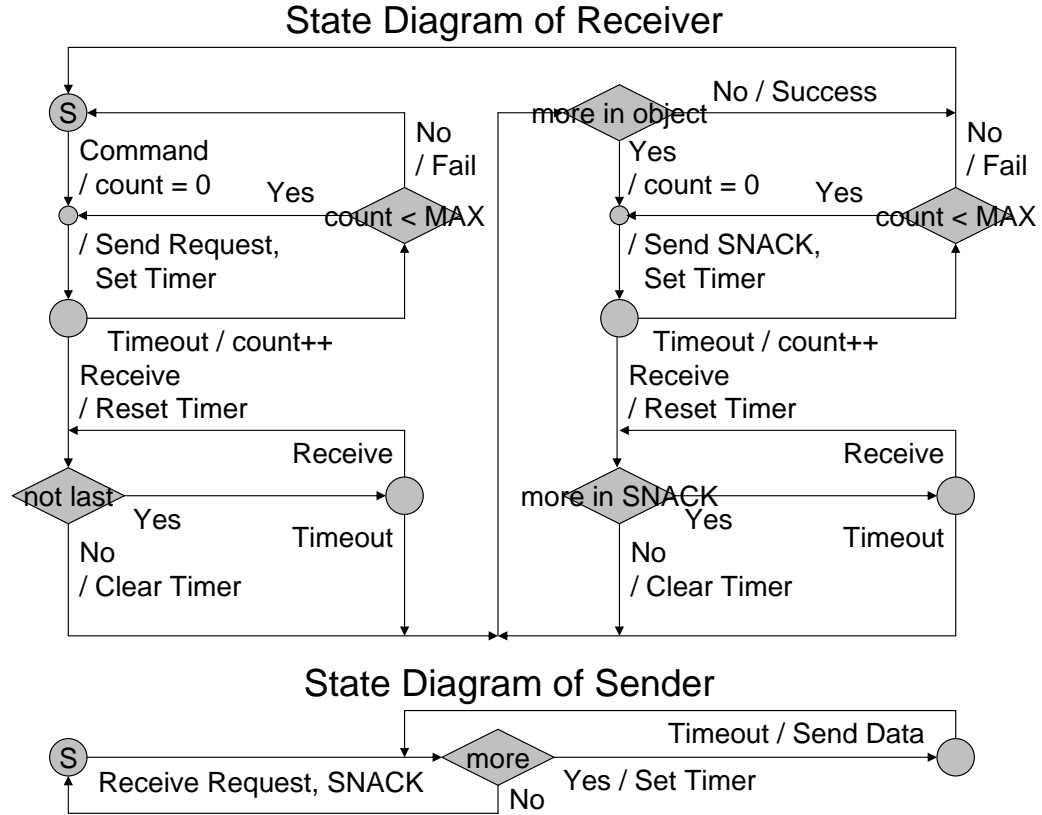 State Diagram of Receiver
S
Command
/ count = 0
Yes
No
/ Fail
count < MAX
/ Send Request,
Set Timer
Timeout / count++
Receive
/ Reset Timer
Receive
not last
Yes
Timeout
No
/ Clear Timer
more in object
No / Success
Yes
/ count = 0
Yes
No
/ Fail
count < MAX
/ Send SNACK,
Set Timer
Timeout / count++
Receive
/ Reset Timer
Receive
more in SNACK
Yes
Timeout
No
/ Clear Timer
State Diagram of Sender
S
Receive Request, SNACK
more
Timeout / Send Data
Yes / Set Timer
No